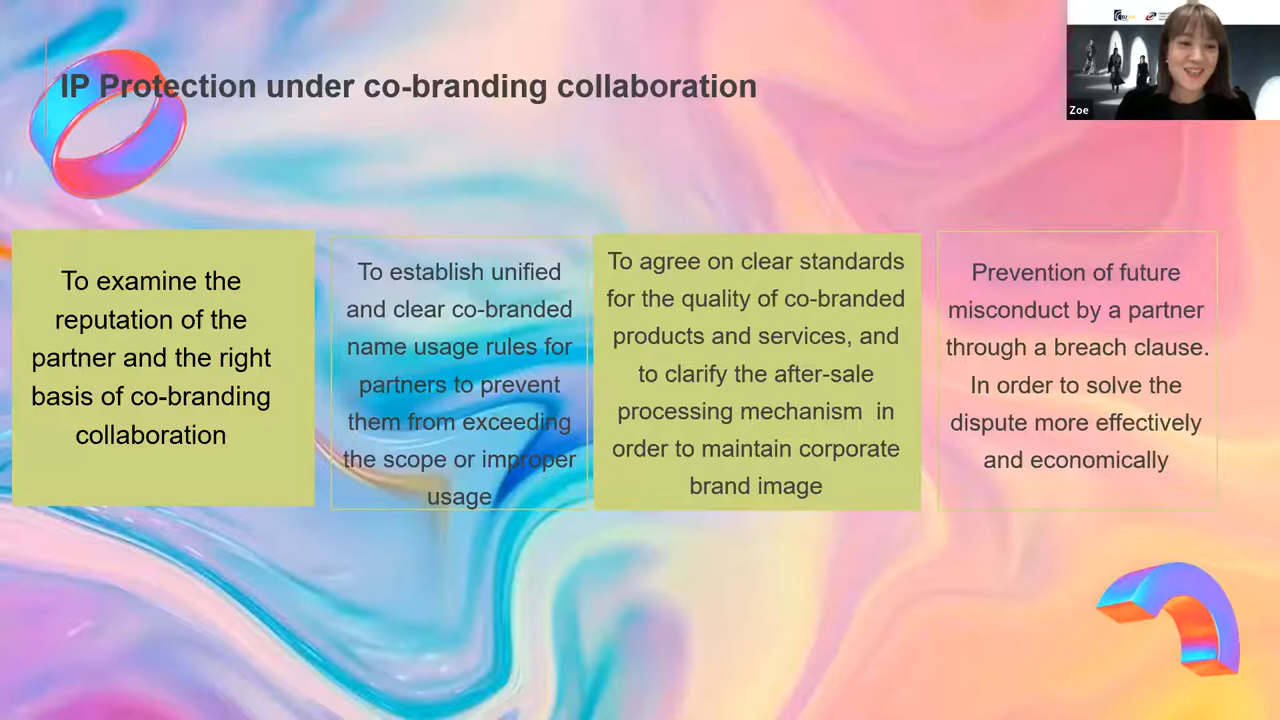 IP Protection under co-branding collaboration
Zoe
To examine the
reputation of the
partner and the right
basis of co-branding
collaboration
To establish unified
and clear co-branded
name usage rules for
partners to prevent
them from exceeding
the scope or improper
usage
To agree on clear standards
for the quality of co-branded
products and services, and
to clarify the after-sale
processing mechanism in
order to maintain corporate
brand image
Prevention of future
misconduct by a partner
through a breach clause.
In order to solve the
dispute more effectively
and economically